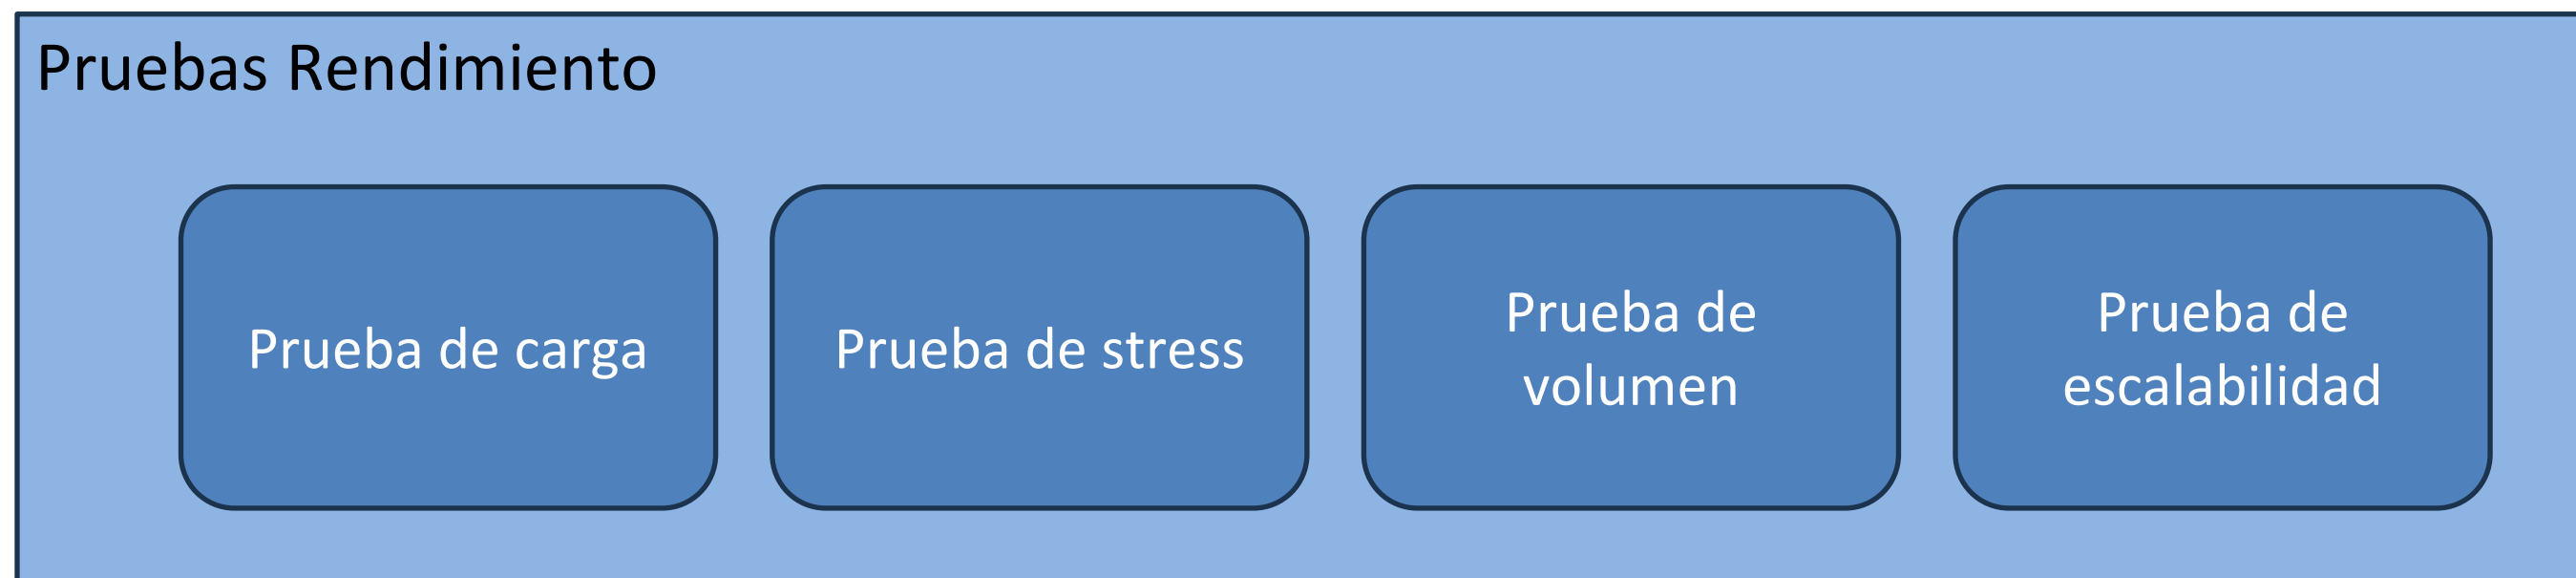 Pruebas Rendimiento
Prueba de carga
Prueba de stress
Prueba de
volumen
Prueba de
escalabilidad